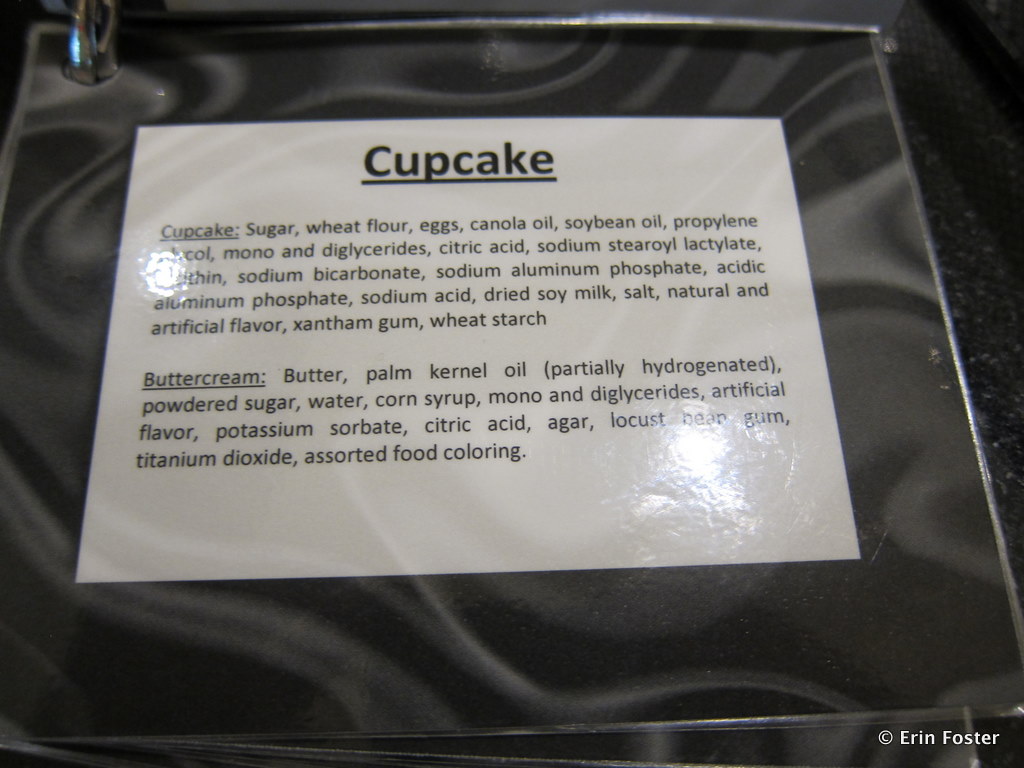 Cupcake
Cupcake: Sugar, wheat flour, eggs, canola oil, soybean oil, propylene
mono and diglycerides, citric acid, sodium stearoyl lactylate,
sodium bicarbonate, sodium aluminum phosphate, acidic
aluminum phosphate, sodium acid, dried soy milk, salt, natural and
artificial flavor, xantham gum, wheat starch
Buttercream: Butter, palm kernel oil (partially hydrogenated),
powdered sugar, water, corn syrup, mono and diglycerides, artificial
flavor, potassium sorbate, citric acid, agar, locust bean gum,
titanium dioxide, assorted food coloring.
© Erin Foster